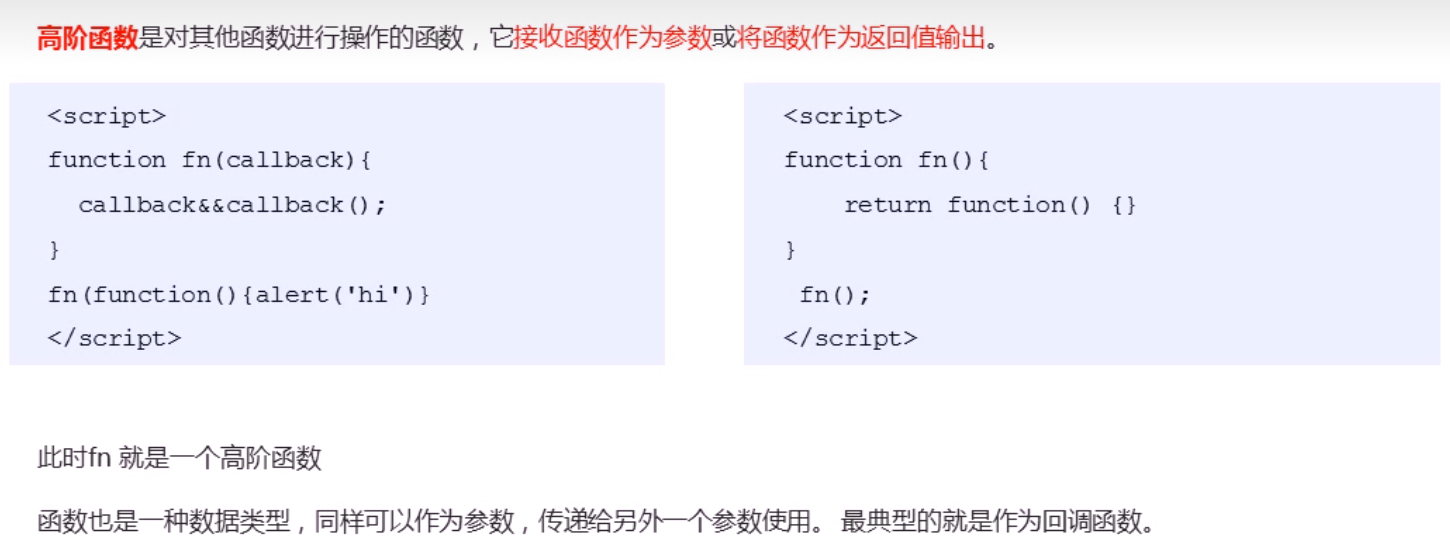 高阶函数是对其他函数进行操作的函数，它接收函数作为参数或将函数作为返回值输出。
<script>
function fn(callback){
  callback&&callback();
}
fn(function(){alert('hi')}
</script>
<script>
function fn(){
    return function() {}
}
 fn();
</script>
此时fn 就是一个高阶函数
函数也是一种数据类型，同样可以作为参数，传递给另外一个参数使用。 最典型的就是作为回调函数。